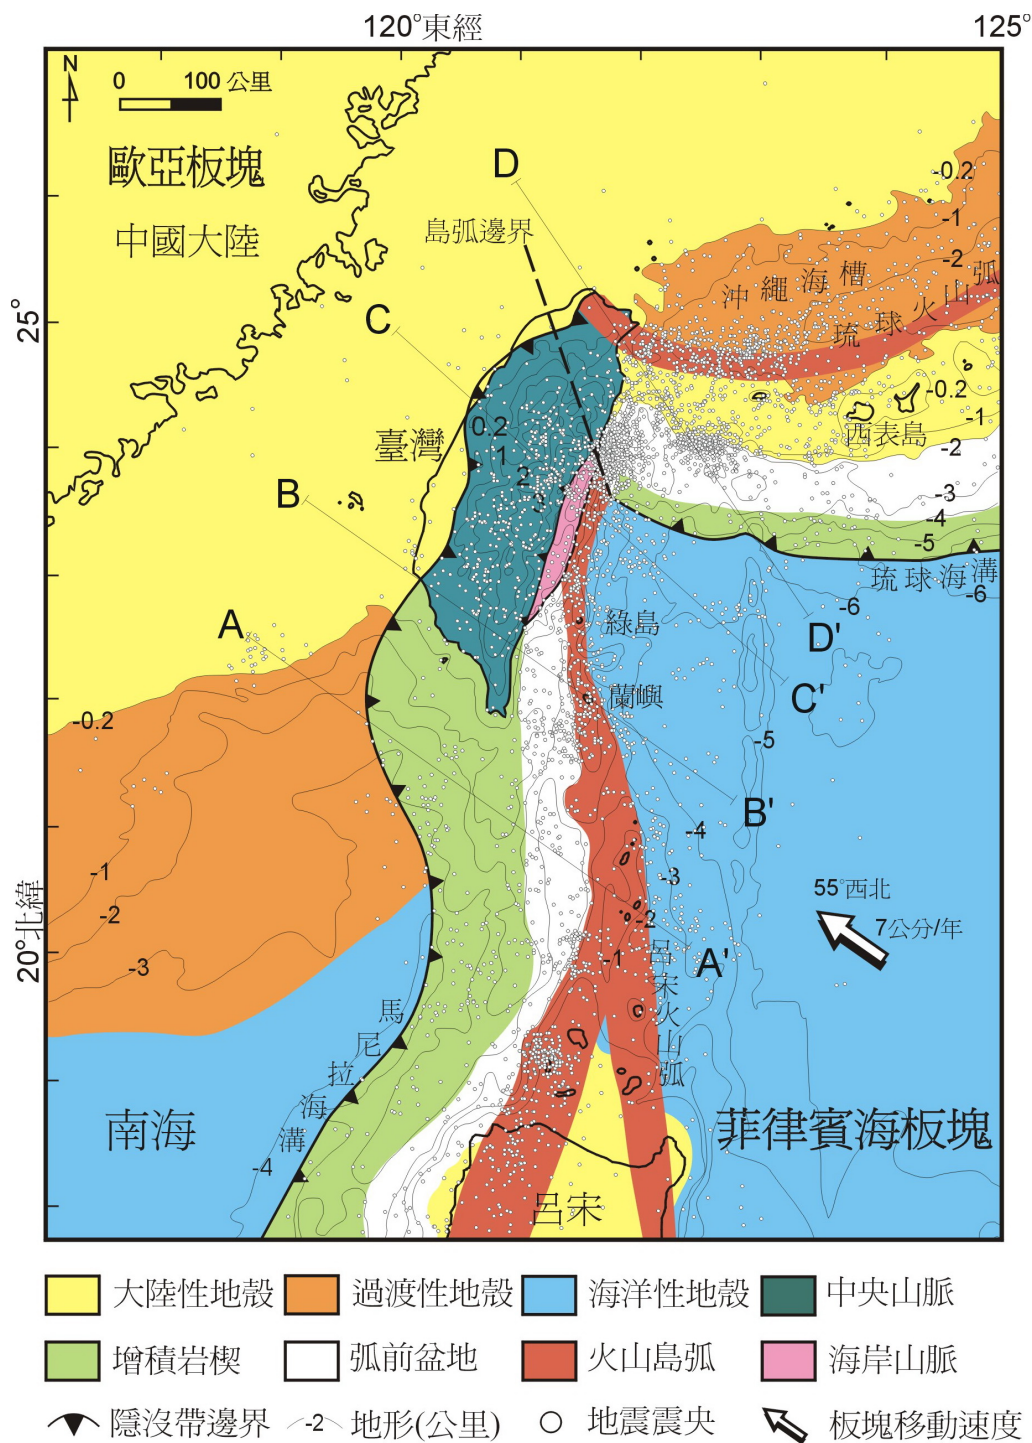 120°東經
125°
N
0 100 公里
歐亞板塊
中國大陸
D
島弧邊界
-0.2
-1
-2
沖繩海槽
琉球火山弧
25°
C
臺灣
0.2
1
2
-0.2
-1
西表島
-2
-3
-4
-5
琉球海溝
-6
-6
B
A
綠島
D'
蘭嶼
C'
-0.2
-5
B'
-4
-3
-1
-2
-3
20°北緯
55°西北
7公分/年
-2
-1
A'
呂宋火山弧
馬尼拉海溝
南海
-4
菲律賓海板塊
呂宋
大陸性地殼
過渡性地殼
海洋性地殼
中央山脈
增積岩楔
弧前盆地
火山島弧
海岸山脈
隱沒帶邊界
-2 地形(公里)
地震震央
板塊移動速度